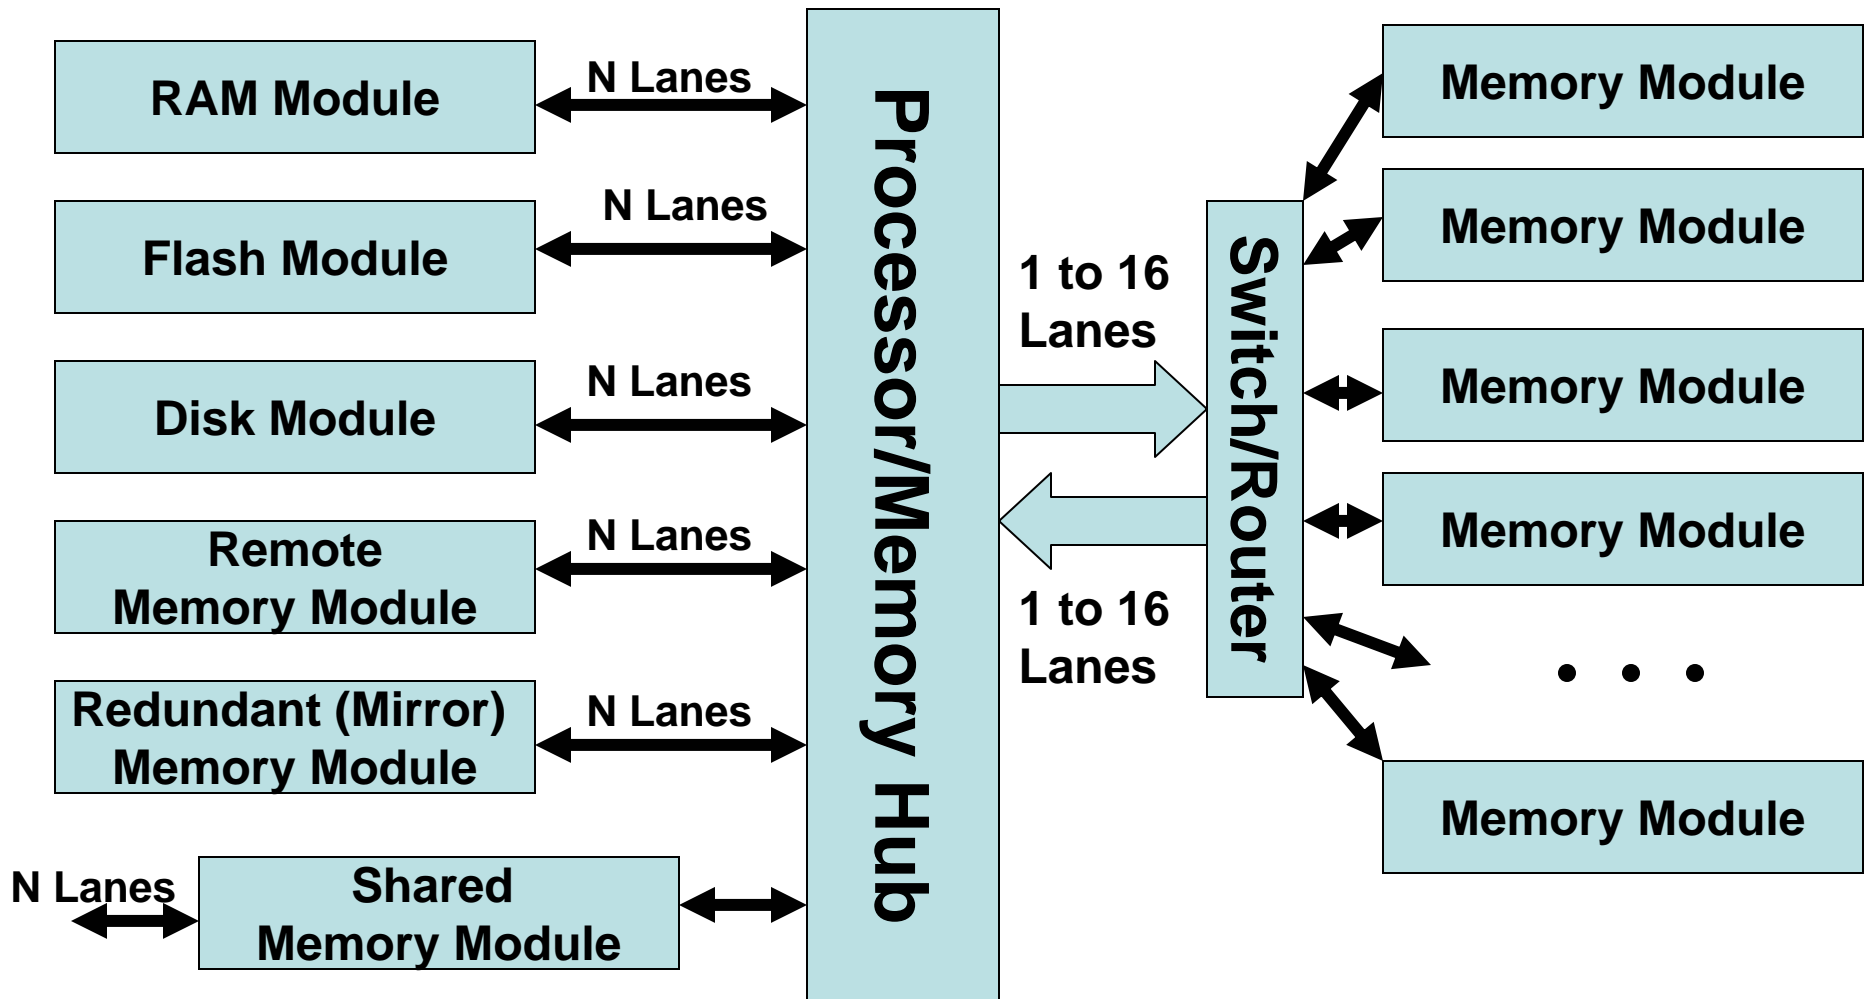 RAM Module
N Lanes
Flash Module
N Lanes
Disk Module
N Lanes
Remote
Memory Module
N Lanes
Redundant (Mirror)
Memory Module
N Lanes
N Lanes
Shared
Memory Module
Processor/Memory Hub
1 to 16
Lanes
1 to 16
Lanes
Switch/Router
Memory Module
Memory Module
Memory Module
Memory Module
• • •
Memory Module